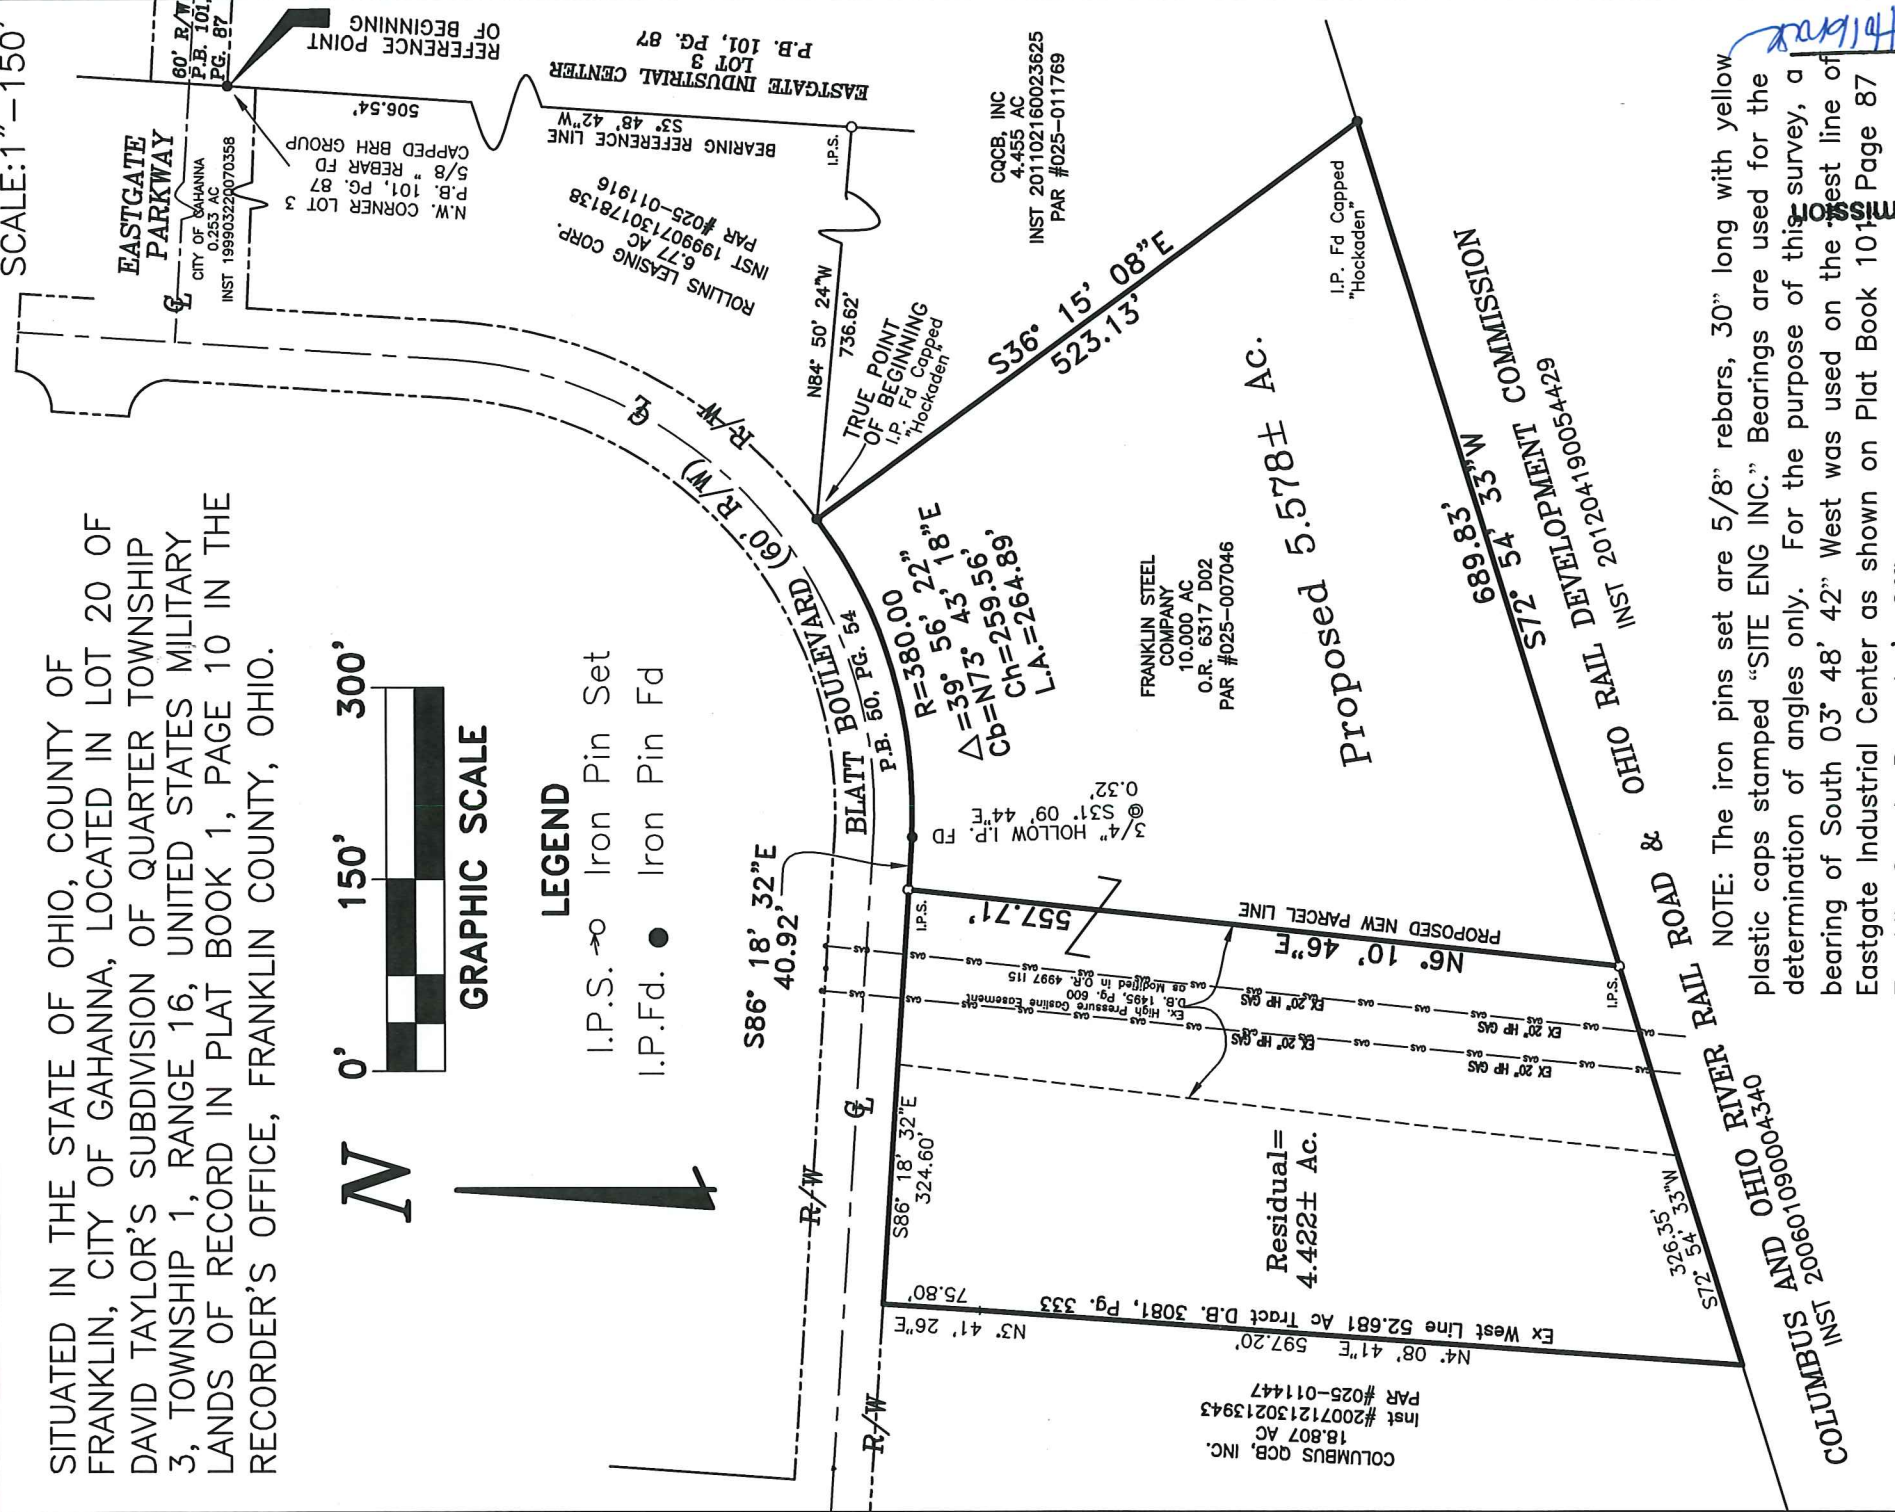 SCALE:1"–150'
SITUATED IN THE STATE OF OHIO, COUNTY OF
FRANKLIN, CITY OF GAHANNA, LOCATED IN LOT 20 OF
DAVID TAYLOR'S SUBDIVISION OF QUARTER TOWNSHIP
3, TOWNSHIP 1, RANGE 16, UNITED STATES MILITARY
LANDS OF RECORD IN PLAT BOOK 1, PAGE 10 IN THE
RECORDER'S OFFICE, FRANKLIN COUNTY, OHIO.
N
0' 150' 300'
GRAPHIC SCALE
LEGEND
I.P.S. Iron Pin Set
I.P.Fd. Iron Pin Fd
EASTGATE
PARKWAY
60' R/W
P.B. 101,
PG. 87
CITY OF GAHANNA
0.253 AC
INST 199903220070358
REFERENCE POINT
OF BEGINNING
506.54'
N.W. CORNER LOT 3
P.B. 101, PG. 87
5/8 " REBAR FD
CAPPED BRH GROUP
EASTGATE INDUSTRIAL CENTER
LOT 3
P.B. 101, PG. 87
BEARING REFERENCE LINE
S3° 48' 42"W
I.P.S.
ROLLINS LEASING CORP.
6.77 AC
INST 199907130178138
PAR #025-011916
N84° 50' 24"W
736.62'
TRUE POINT
OF BEGINNING
I.P. Fd Capped
"Hockaden"
CQCB, INC
4.455 AC
INST 201102160023625
PAR #025-011769
S36° 15' 08"E
523.13'
I.P. Fd Capped
"Hockaden"
BLATT BOULEVARD (60' R/W)
P.B. 50, PG. 54
R/W
R/W
R/W
R=380.00
△=39° 56' 22"
Cb=N73° 43' 18"E
Ch=259.56'
L.A.=264.89'
3/4" HOLLOW I.P. FD
@ S31° 09' 44"E
0.32'
S86° 18' 32"E
40.92'
FRANKLIN STEEL
COMPANY
10.000 AC
O.R. 6317 D02
PAR #025-007046
Proposed 5.578± Ac.
I.P.S.
557.71'
N6° 10' 46"E
PROPOSED NEW PARCEL LINE
I.P.S.
Ex. High Pressure Gasline Easement
D.B. 1495, Pg. 600
as Modified in O.R. 4997 I15
EX 20" HP GAS
EX 20" HP GAS
EX 20" HP GAS
EX 20" HP GAS
S86° 18' 32"E
324.60'
Residual=
4.422± Ac.
75.80'
N3° 41' 26"E
Ex West Line 52.681 Ac Tract D.B. 3081, Pg. 333
N4° 08' 41"E 597.20'
COLUMBUS QCB, INC.
18.807 AC
Inst #200712130213943
PAR #025-011447
326.35'
S72° 54' 33"W
689.83'
S72° 54' 33"W
COLUMBUS AND OHIO RIVER RAIL ROAD & OHIO RAIL DEVELOPMENT COMMISSION
INST 200601090004340
INST 201204190054429
NOTE: The iron pins set are 5/8" rebars, 30" long with yellow
plastic caps stamped "SITE ENG INC." Bearings are used for the
determination of angles only. For the purpose of this survey, a
bearing of South 03° 48' 42" West was used on the West line of
Eastgate Industrial Center as shown on Plat Book 101 Page 87